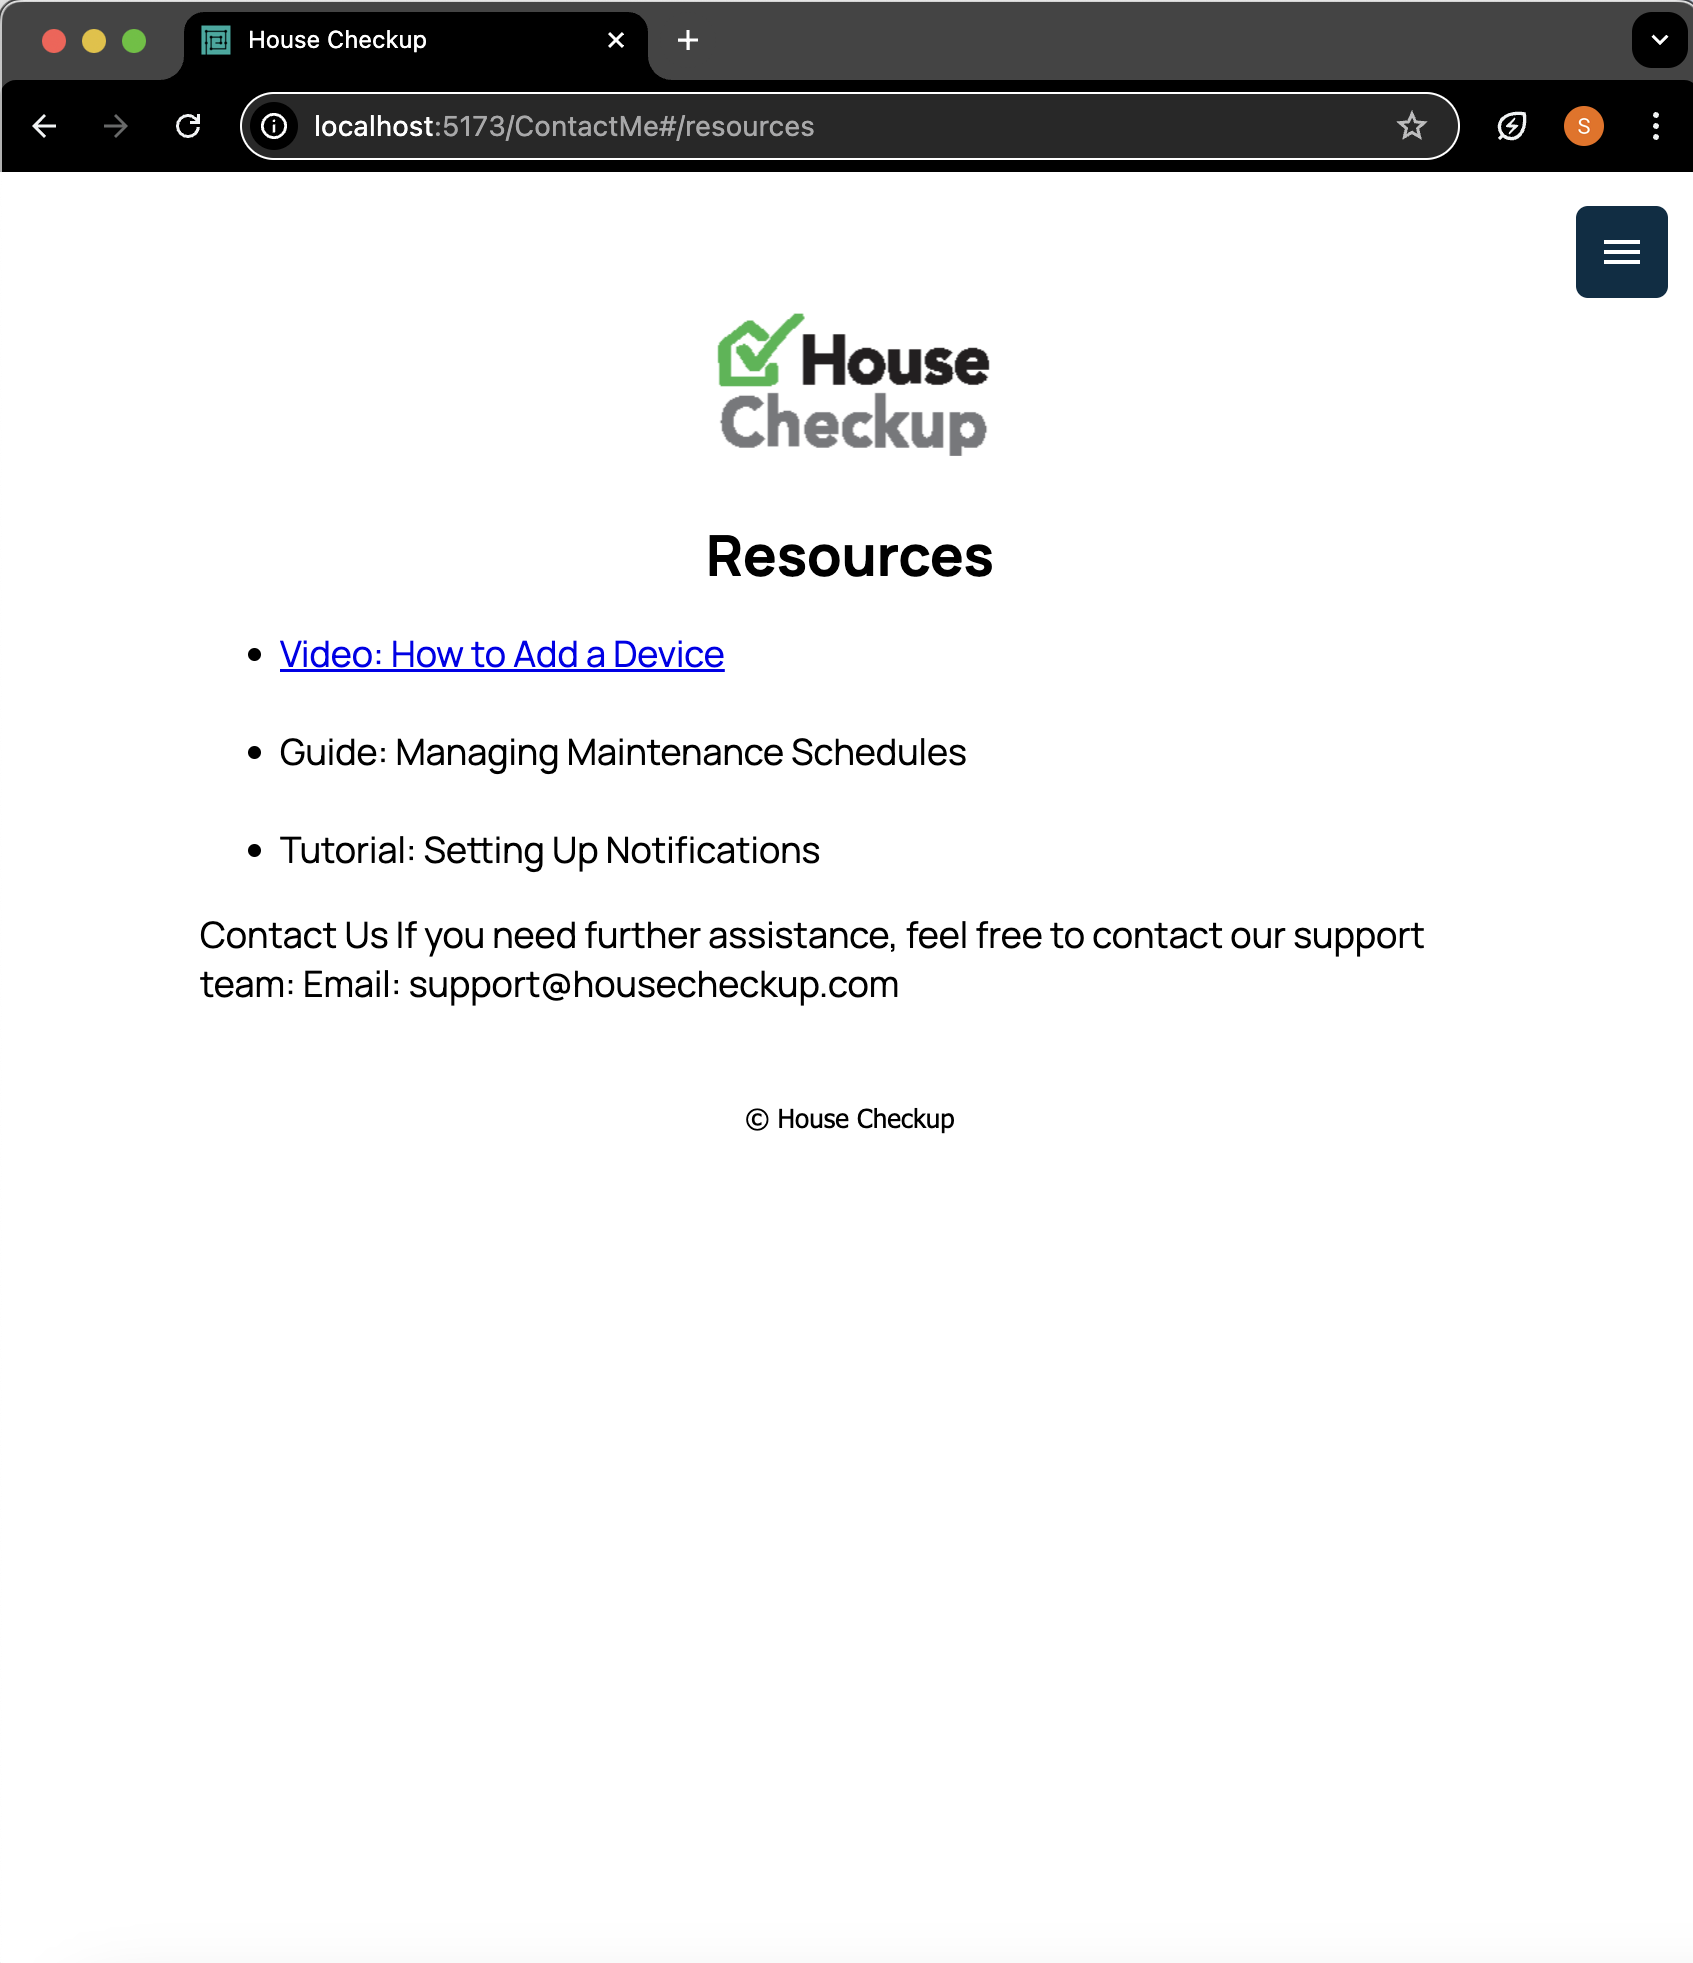 House Checkup
localhost:5173/ContactMe#/resources
S
House
Checkup
Resources
Video: How to Add a Device
Guide: Managing Maintenance Schedules
Tutorial: Setting Up Notifications
Contact Us If you need further assistance, feel free to contact our support
team: Email: support@housecheckup.com
© House Checkup